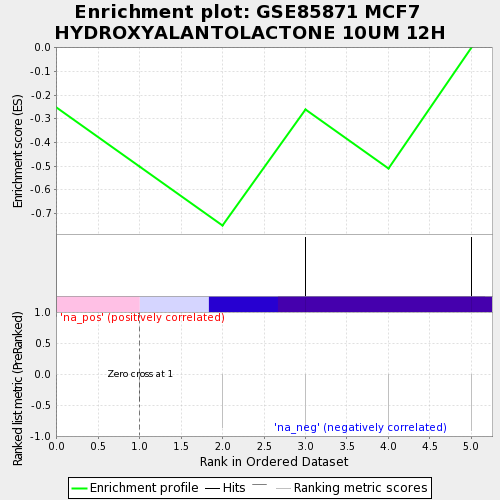 Enrichment plot: GSE85871 MCF7
HYDROXYALANTOLACTONE 10UM 12H
Enrichment score (ES)
0.0
-0.1
-0.2
-0.3
-0.4
-0.5
-0.6
-0.7
Ranked list metric (PreRanked)
1.0
0.5
0.0
-0.5
-1.0
'na_pos' (positively correlated)
Zero cross at 1
'na_neg' (negatively correlated)
0.0 0.5 1.0 1.5 2.0 2.5 3.0 3.5 4.0 4.5 5.0
Rank in Ordered Dataset
Enrichment profile Hits Ranking metric scores